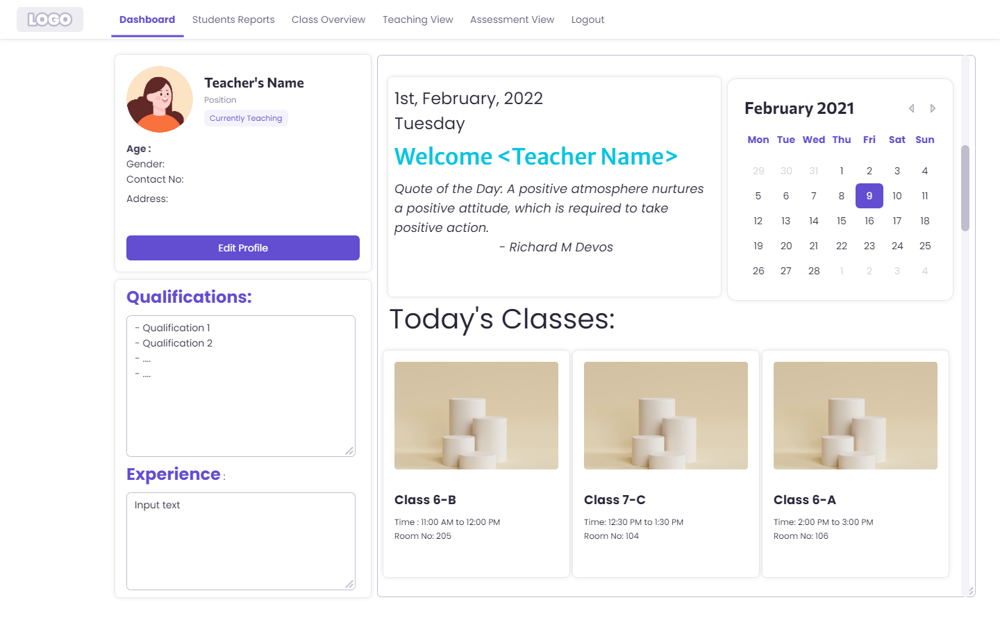 LOGO
Dashboard
Students Reports
Class Overview
Teaching View
Assessment View
Logout
Teacher's Name
Position
Currently Teaching
Age :
Gender:
Contact No:
Address:
Edit Profile
Qualifications:
- Qualification 1
- Qualification 2
- ....
- ....
Experience :
Input text
1st, February, 2022
Tuesday
Welcome <Teacher Name>
Quote of the Day: A positive atmosphere nurtures
a positive attitude, which is required to take
positive action.
- Richard M Devos
February 2021
Mon Tue Wed Thu Fri Sat Sun
29 30 31 1 2 3 4
5 6 7 8 9 10 11
12 13 14 15 16 17 18
19 20 21 22 23 24 25
26 27 28 1 2 3 4
Today's Classes:
Class 6-B
Time : 11:00 AM to 12:00 PM
Room No: 205
Class 7-C
Time: 12:30 PM to 1:30 PM
Room No: 104
Class 6-A
Time: 2:00 PM to 3:00 PM
Room No: 106